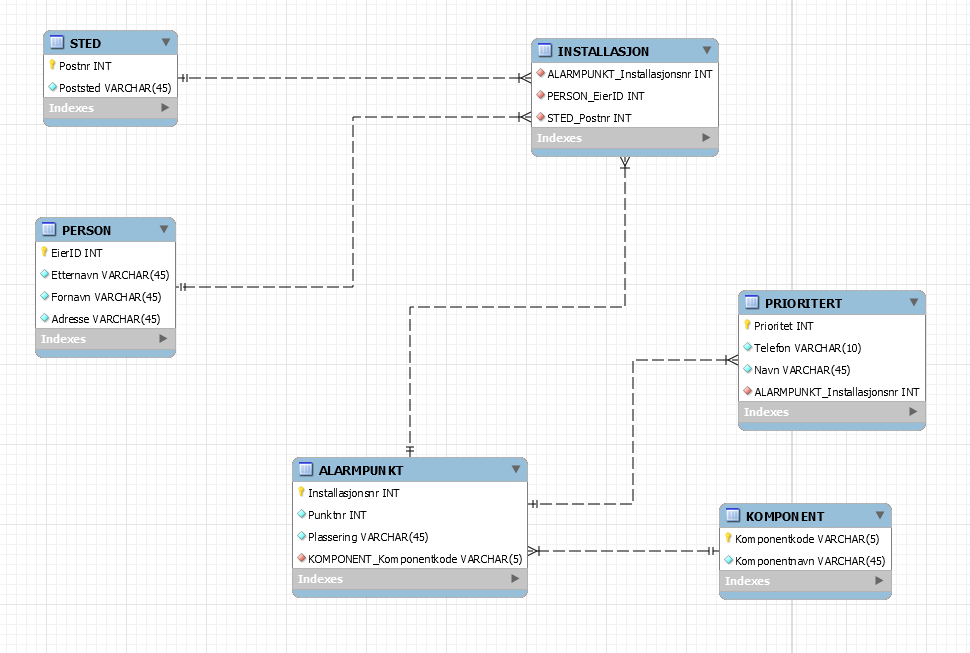 STED
Postnr INT
Poststed VARCHAR(45)
Indexes
INSTALLASJON
ALARMPUNKT_Installasjonsnr INT
PERSON_EierID INT
STED_Postnr INT
Indexes
PERSON
EierID INT
Etternavn VARCHAR(45)
Fornavn VARCHAR(45)
Adresse VARCHAR(45)
Indexes
PRIORITERT
Prioritet INT
Telefon VARCHAR(10)
Navn VARCHAR(45)
ALARMPUNKT_Installasjonsnr INT
Indexes
ALARMPUNKT
Installasjonsnr INT
Punktnr INT
Plassering VARCHAR(45)
KOMPONENT_Komponentkode VARCHAR(5)
Indexes
KOMPONENT
Komponentkode VARCHAR(5)
Komponentnavn VARCHAR(45)
Indexes